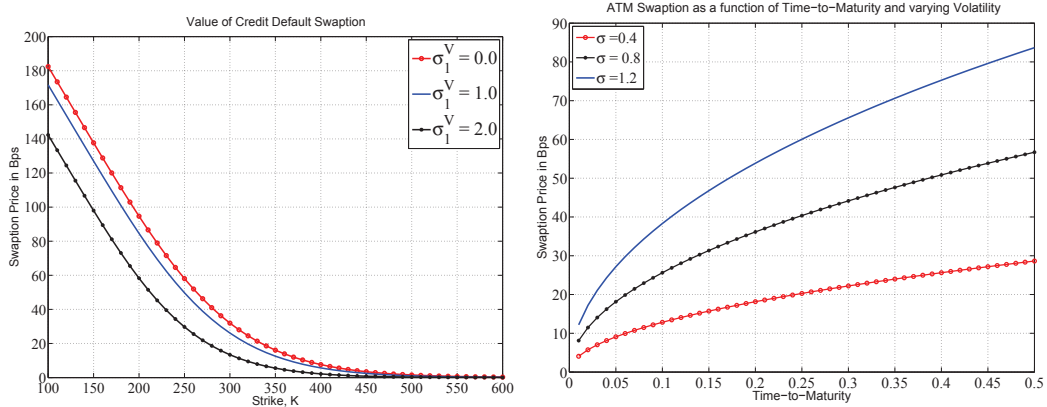 Value of Credit Default Swaption
200
180
160
140
120
100
80
60
40
20
0
Swaption Price in Bps
σ₁ⱽ = 0.0
σ₁ⱽ = 1.0
σ₁ⱽ = 2.0
100 150 200 250 300 350 400 450 500 550 600
Strike, K
ATM Swaption as a function of Time-to-Maturity and varying Volatility
90
80
70
60
50
40
30
20
10
0
Swaption Price in Bps
σ =0.4
σ =0.8
σ =1.2
0 0.05 0.1 0.15 0.2 0.25 0.3 0.35 0.4 0.45 0.5
Time-to-Maturity